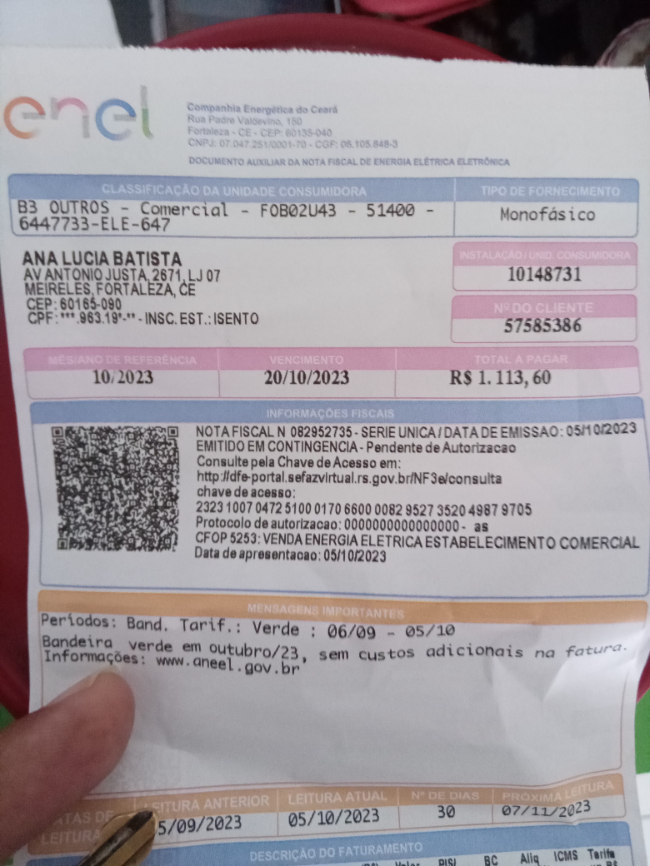 enel
Companhia Energética do Ceará
Rua Padre Valdevino, 150
Fortaleza - CE - CEP: 60135-040
CNPJ: 07.047.251/0001-70 - CGF: 06.105.848-3
DOCUMENTO AUXILIAR DA NOTA FISCAL DE ENERGIA ELÉTRICA ELETRÔNICA
CLASSIFICAÇÃO DA UNIDADE CONSUMIDORA
TIPO DE FORNECIMENTO
B3 OUTROS - Comercial - FOB02U43 - 51400 -
6447733-ELE-647
Monofásico
ANA LUCIA BATISTA
AV ANTONIO JUSTA, 2671, LJ 07
MEIRELES, FORTALEZA, CE
CEP: 60165-090
CPF: ***.963.19*-** - INSC. EST.: ISENTO
INSTALAÇÃO / UNID. CONSUMIDORA
10148731
Nº DO CLIENTE
57585386
MÊS/ANO DE REFERÊNCIA
VENCIMENTO
TOTAL A PAGAR
10/2023
20/10/2023
R$ 1.113,60
INFORMAÇÕES FISCAIS
NOTA FISCAL N 082952735 - SERIE UNICA / DATA DE EMISSAO: 05/10/2023
EMITIDO EM CONTINGENCIA - Pendente de Autorizacao
Consulte pela Chave de Acesso em:
http://dfe-portal.sefazvirtual.rs.gov.br/NF3e/consulta
chave de acesso:
2320 1007 0472 5100 0170 6600 0082 9527 3520 4987 9705
Protocolo de autorizacao: 0000000000000000 - as
CFOP 5253: VENDA ENERGIA ELETRICA ESTABELECIMENTO COMERCIAL
Data de apresentacao: 05/10/2023
MENSAGENS IMPORTANTES
Períodos: Band. Tarif.: Verde : 06/09 - 05/10
Bandeira verde em outubro/23, sem custos adicionais na fatura.
Informações: www.aneel.gov.br
DATAS DE
LEITURA
LEITURA ANTERIOR
LEITURA ATUAL
Nº DE DIAS
PRÓXIMA LEITURA
5/09/2023
05/10/2023
30
07/11/2023
DESCRIÇÃO DO FATURAMENTO
Valor
PIS/
BC
Aliq
ICMS
Tarifa